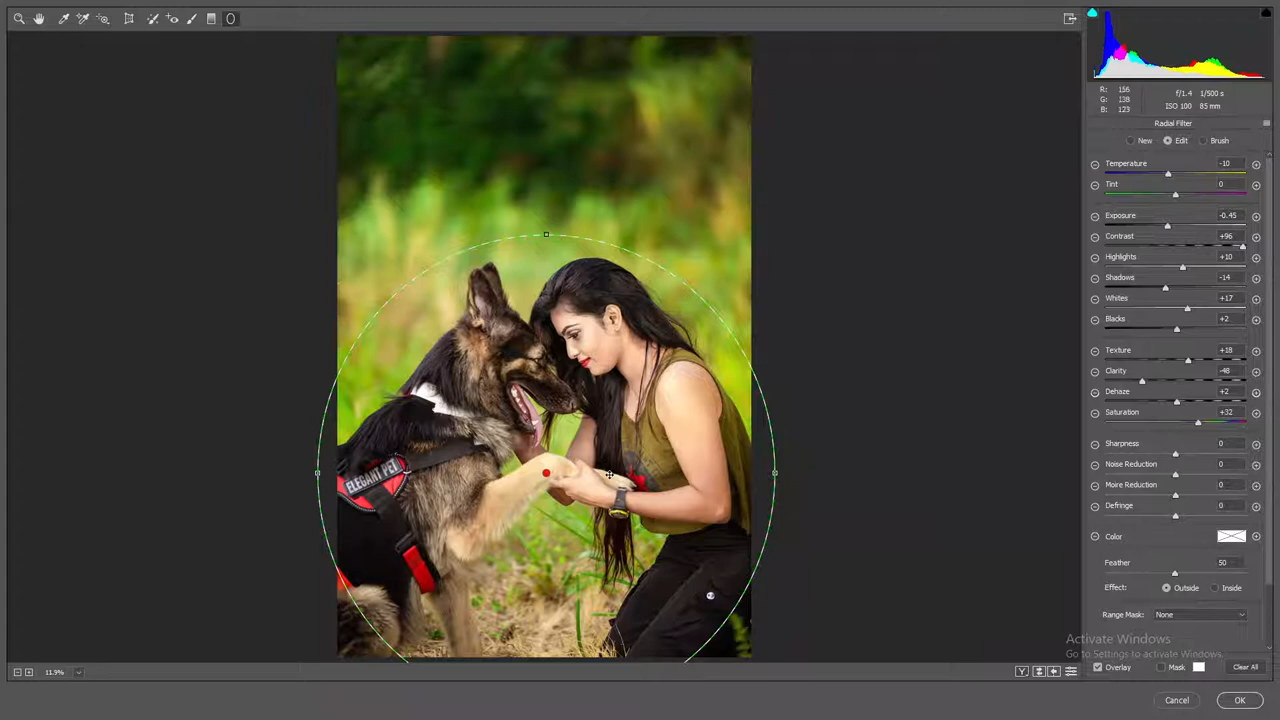 R: 156
G: 138
B: 123
f/1.4 1/500 s
ISO 100 85 mm
Radial Filter
New Edit Brush
Temperature -10
Tint 0
Exposure -0.45
Contrast +96
Highlights +10
Shadows -14
Whites +17
Blacks +2
Texture +18
Clarity -48
Dehaze +2
Saturation +32
Sharpness 0
Noise Reduction 0
Moire Reduction 0
Defringe 0
Color
Feather 50
Effect: Outside Inside
Range Mask: None
Activate Windows
Go to Settings to activate Windows.
Overlay Mask Clear All
ELEGANT PET
11.9%
Y
Cancel OK